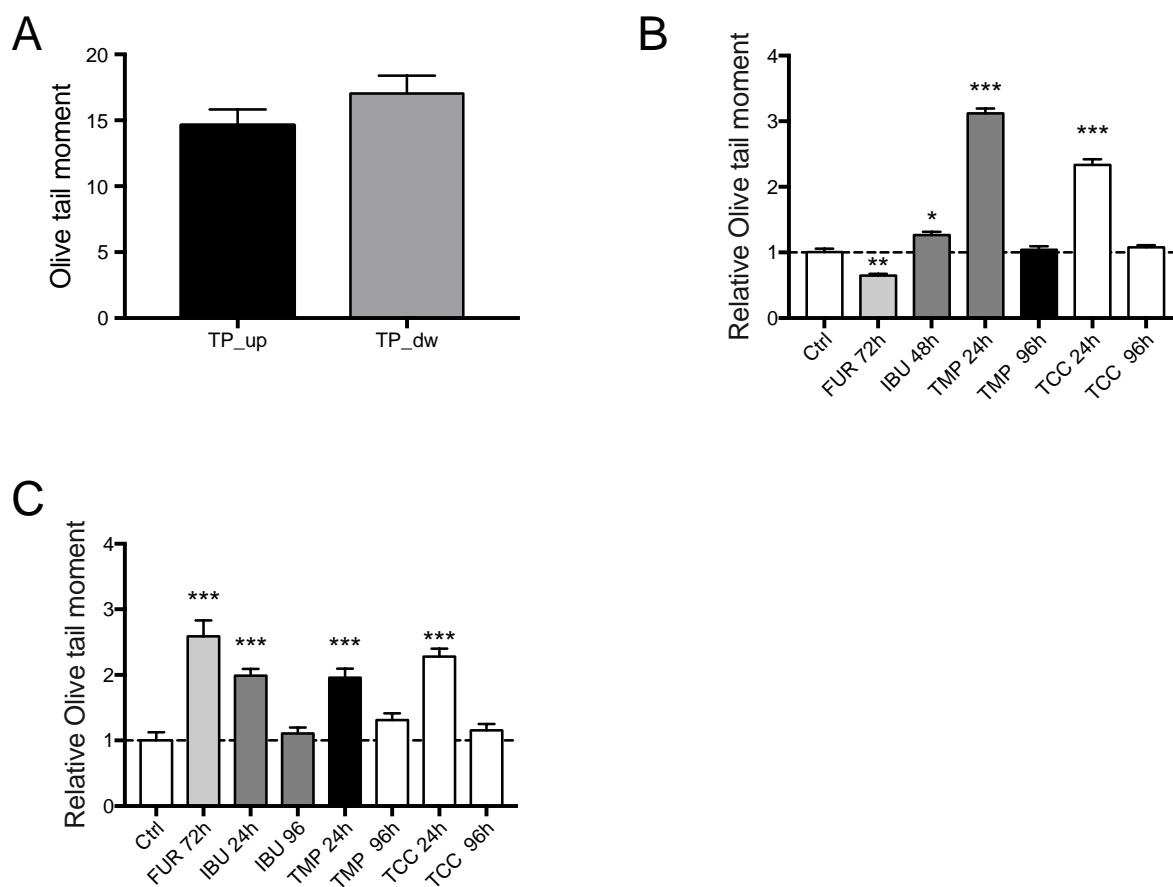 A
Olive tail moment
20
15
10
5
0
TP_up
TP_dw
B
Relative Olive tail moment
4
3
2
1
0
**
*
***
***
Ctrl
FUR 72h
IBU 48h
TMP 24h
TMP 96h
TCC 24h
TCC 96h
C
Relative Olive tail moment
4
3
2
1
0
***
***
***
***
Ctrl
FUR 72h
IBU 24h
IBU 96
TMP 24h
TMP 96h
TCC 24h
TCC 96h